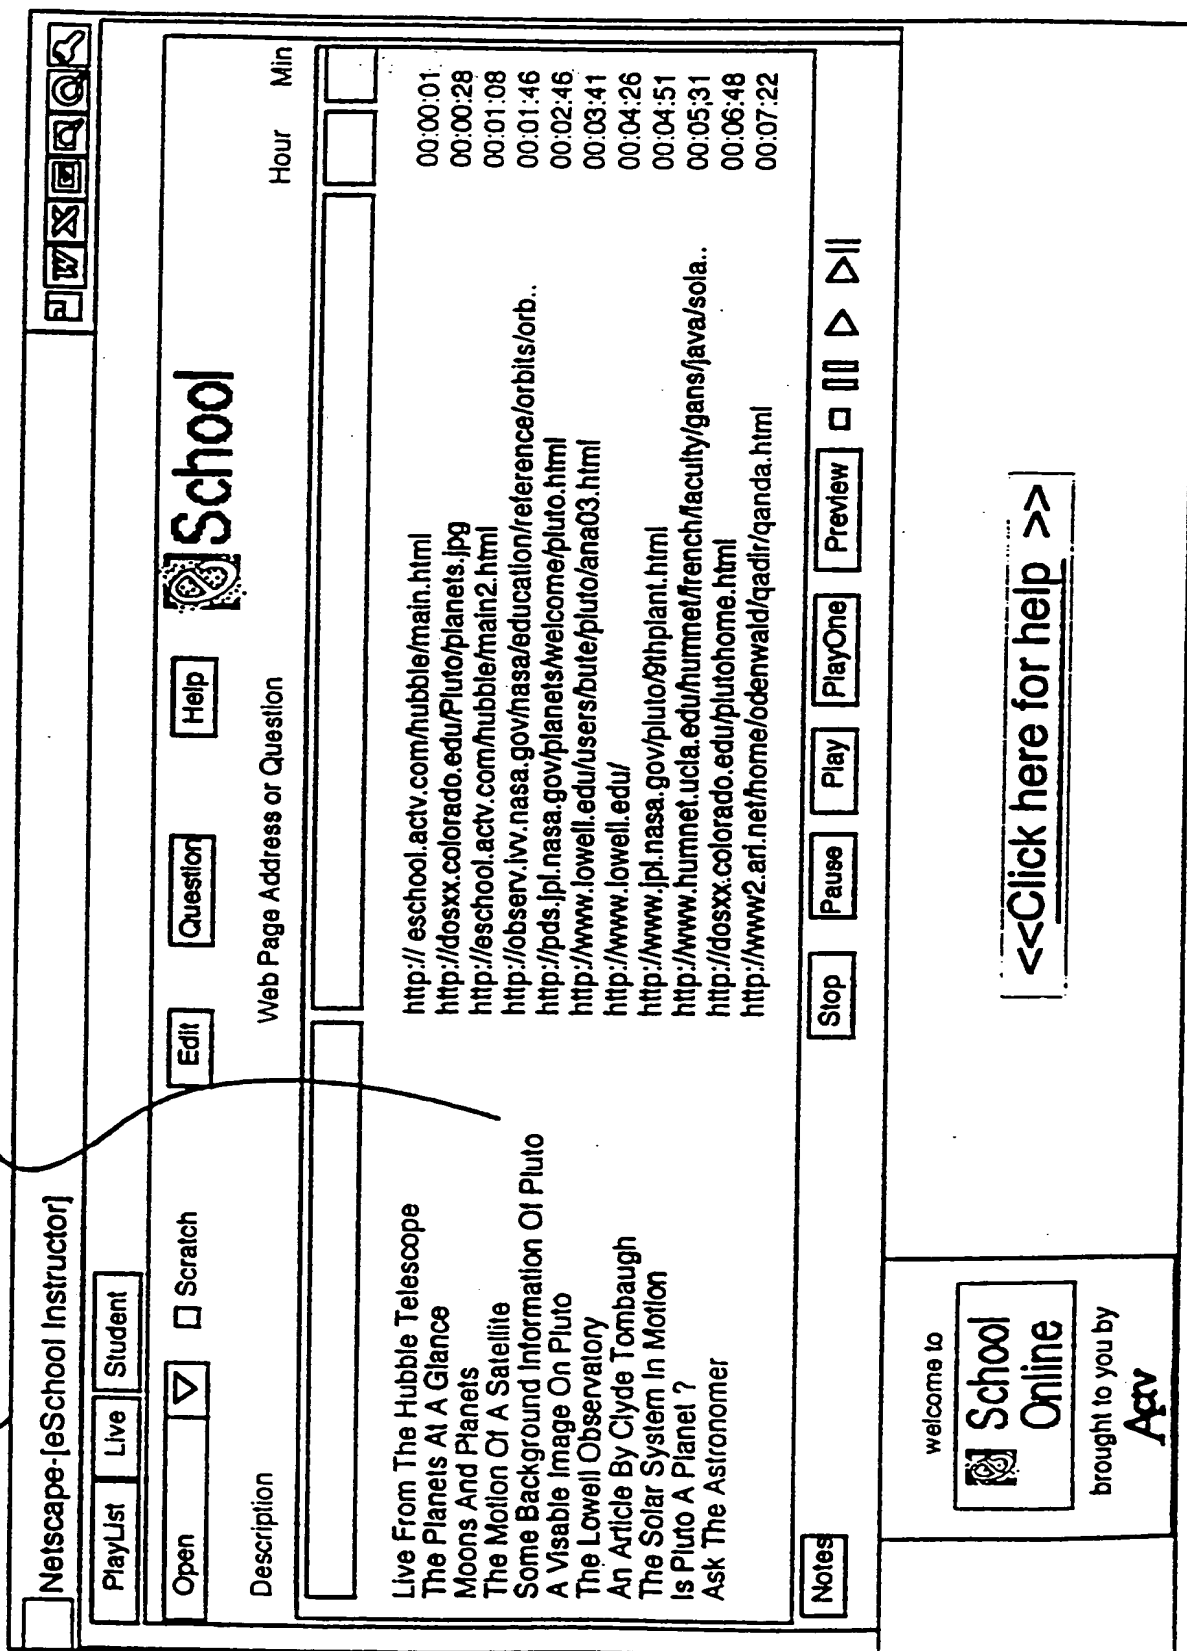 Netscape-[eSchool Instructor]
PlayList Live Student
Open Scratch Edit Question Help School
Description Web Page Address or Question Hour Min
Live From The Hubble Telescope http:// eschool.actv.com/hubble/main.html 00:00:01
The Planets At A Glance http://dosxx.colorado.edu/Pluto/planets.jpg 00:00:28
Moons And Planets http://eschool.actv.com/hubble/main2.html 00:01:08
The Motion Of A Satellite http://observ.ivv.nasa.gov/nasa/education/reference/orbits/orb.. 00:01:46
Some Background Information Of Pluto http://pds.jpl.nasa.gov/planets/welcome/pluto.html 00:02:46
A Visable Image On Pluto http://www.lowell.edu/users/bute/pluto/ana03.html 00:03:41
The Lowell Observatory http://www.lowell.edu/ 00:04:26
An Article By Clyde Tombaugh http://www.jpl.nasa.gov/pluto/9thplant.html 00:04:51
The Solar System In Motion http://www.humnet.ucla.edu/humnet/french/faculty/gans/java/sola.. 00:05;31
Is Pluto A Planet ? http://dosxx.colorado.edu/plutohome.html 00:06:48
Ask The Astronomer http://www2.ari.net/home/odenwald/qadir/qanda.html 00:07:22
Notes Stop Pause Play PlayOne Preview
welcome to
School
Online
brought to you by
Actv
<<Click here for help >>